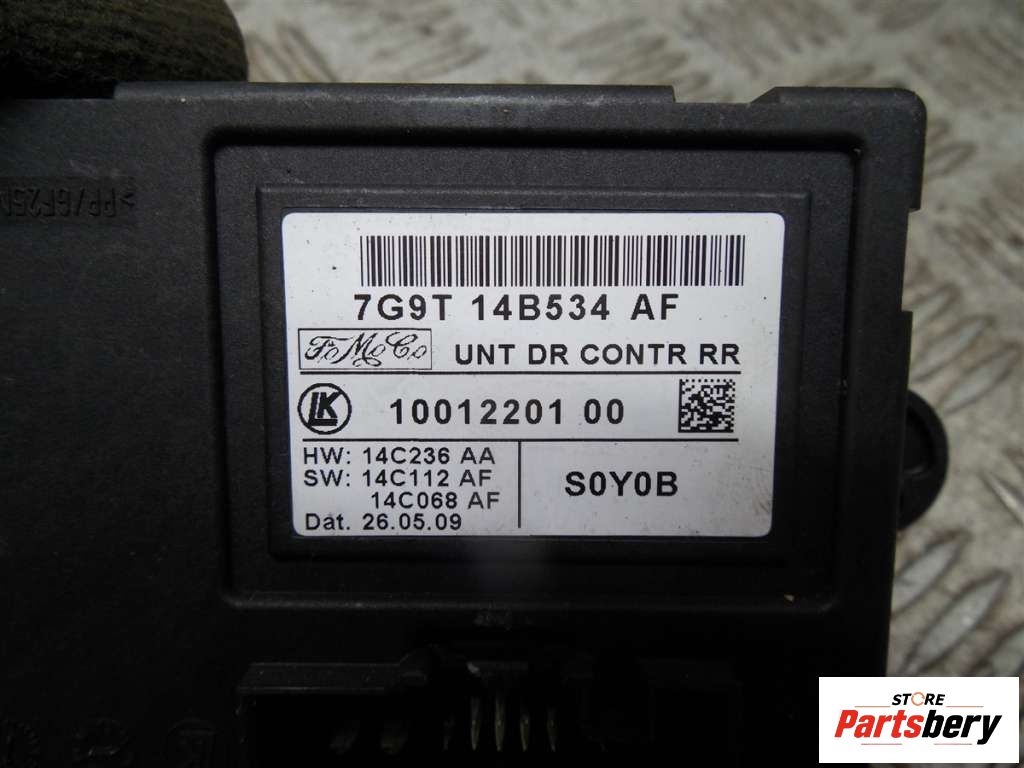 7G9T 14B534 AF
FoMoCo
UNT DR CONTR RR
LK
10012201 00
HW: 14C236 AA
SW: 14C112 AF
14C068 AF
Dat. 26.05.09
S0Y0B
STORE
Partsbery